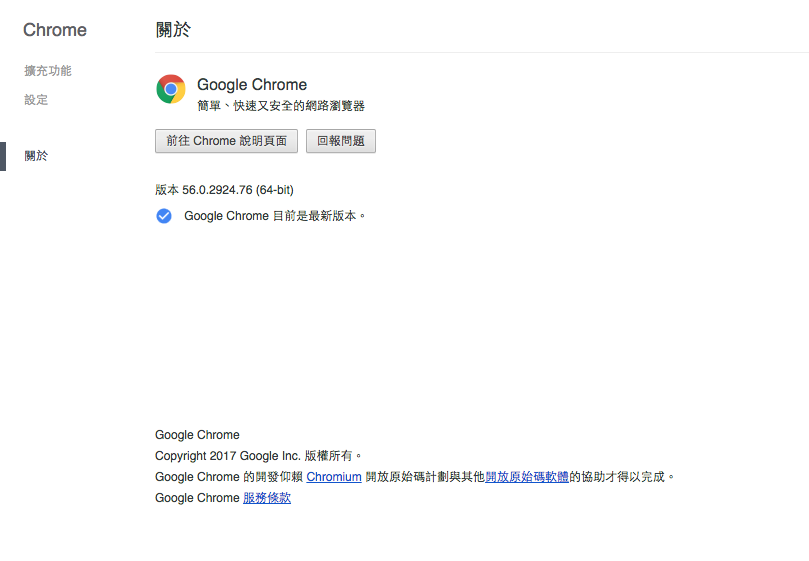 Chrome
關於
擴充功能
設定
關於
Google Chrome
簡單、快速又安全的網路瀏覽器
前往 Chrome 說明頁面
回報問題
版本 56.0.2924.76 (64-bit)
Google Chrome 目前是最新版本。
Google Chrome
Copyright 2017 Google Inc. 版權所有。
Google Chrome 的開發仰賴 Chromium 開放原始碼計劃與其他開放原始碼軟體的協助才得以完成。
Google Chrome 服務條款